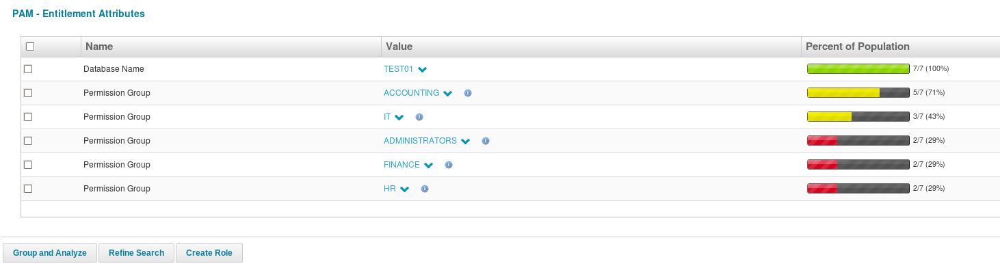 PAM - Entitlement Attributes
Name Value Percent of Population
Database Name TEST01 7/7 (100%)
Permission Group ACCOUNTING 5/7 (71%)
Permission Group IT 3/7 (43%)
Permission Group ADMINISTRATORS 2/7 (29%)
Permission Group FINANCE 2/7 (29%)
Permission Group HR 2/7 (29%)
Group and Analyze Refine Search Create Role